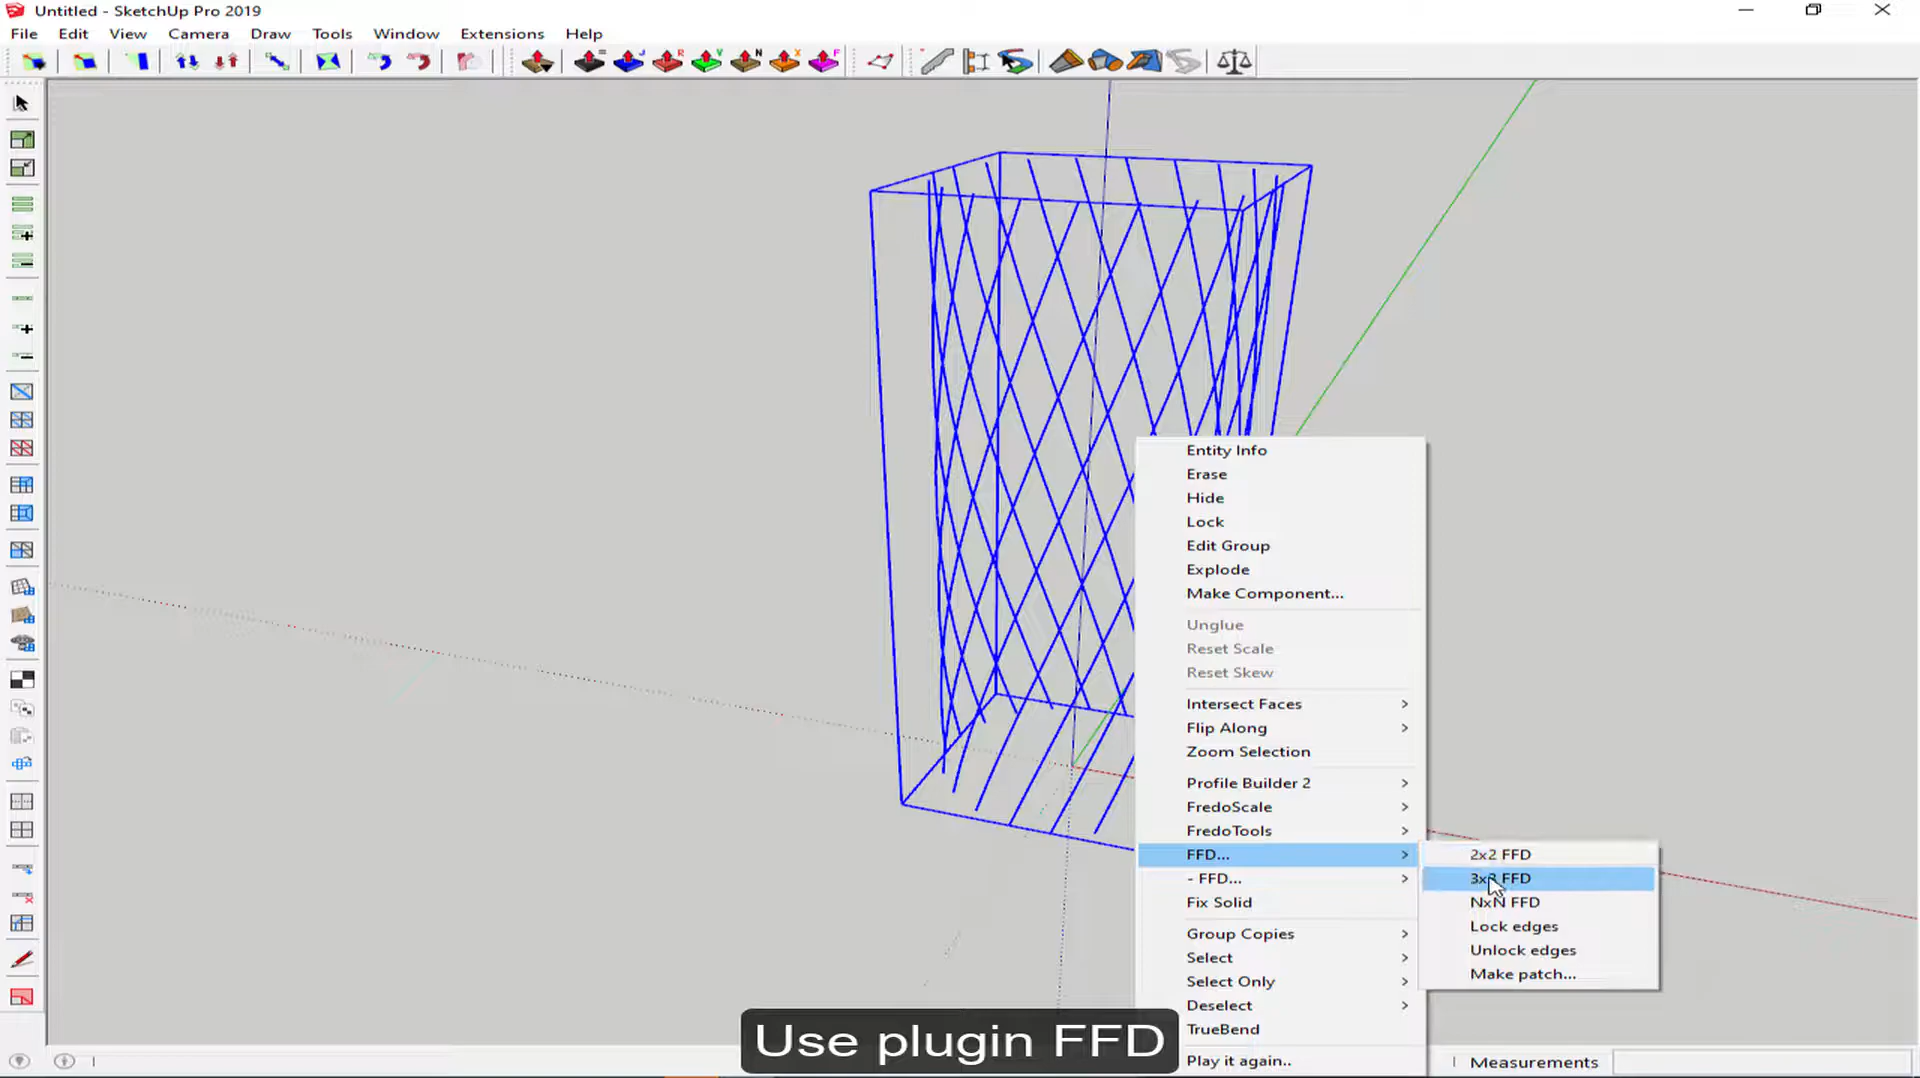 Untitled - SketchUp Pro 2019
File Edit View Camera Draw Tools Window Extensions Help
Entity Info
Erase
Hide
Lock
Edit Group
Explode
Make Component...
Unglue
Reset Scale
Reset Skew
Intersect Faces
Flip Along
Zoom Selection
Profile Builder 2
FredoScale
FredoTools
FFD...
- FFD...
Fix Solid
Group Copies
Select
Select Only
Deselect
TrueBend
Play it again..
2x2 FFD
3x3 FFD
NxN FFD
Lock edges
Unlock edges
Make patch...
Use plugin FFD
Measurements